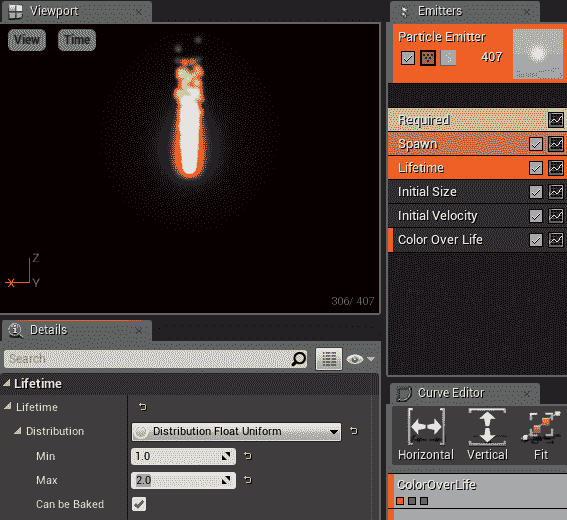 Viewport
View
Time
Z
X
Y
306/ 407
Emitters
Particle Emitter
407
Required
Spawn
Lifetime
Initial Size
Initial Velocity
Color Over Life
Details
Search
Lifetime
Lifetime
Distribution
Distribution Float Uniform
Min
1.0
Max
2.0
Can be Baked
Curve Editor
Horizontal
Vertical
Fit
ColorOverLife